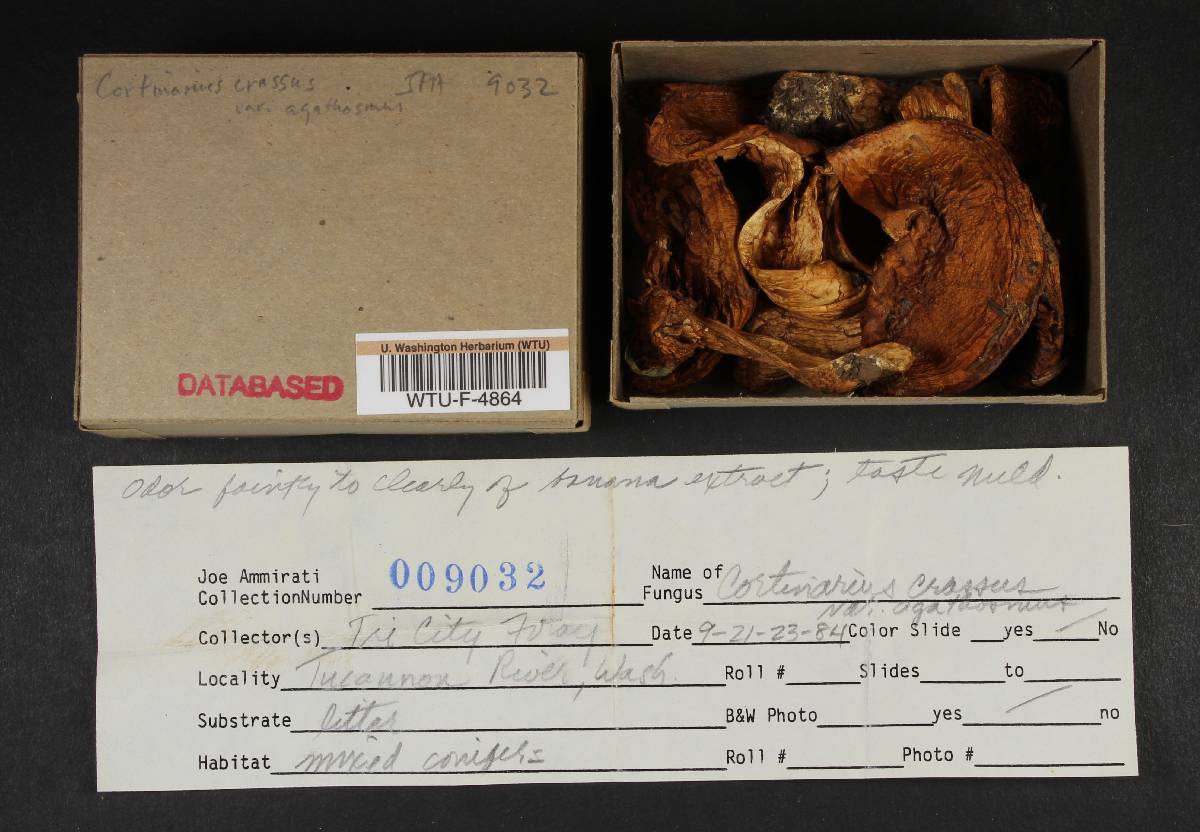 Cortinarius crassus JFA 9032
var. agathosmus
U. Washington Herbarium (WTU)
DATABASED
WTU-F-4864
Odor faintly to clearly of banana extract; taste mild.
Joe Ammirati
CollectionNumber 009032
Name of
Fungus Cortinarius crassus
var. agathosmus
Collector(s) Tri City Foray Date 9-21-23-84 Color Slide yes No
Locality Tucannon River, Wash. Roll # Slides to
Substrate litter B&W Photo yes no
Habitat mixed conifer Roll # Photo #